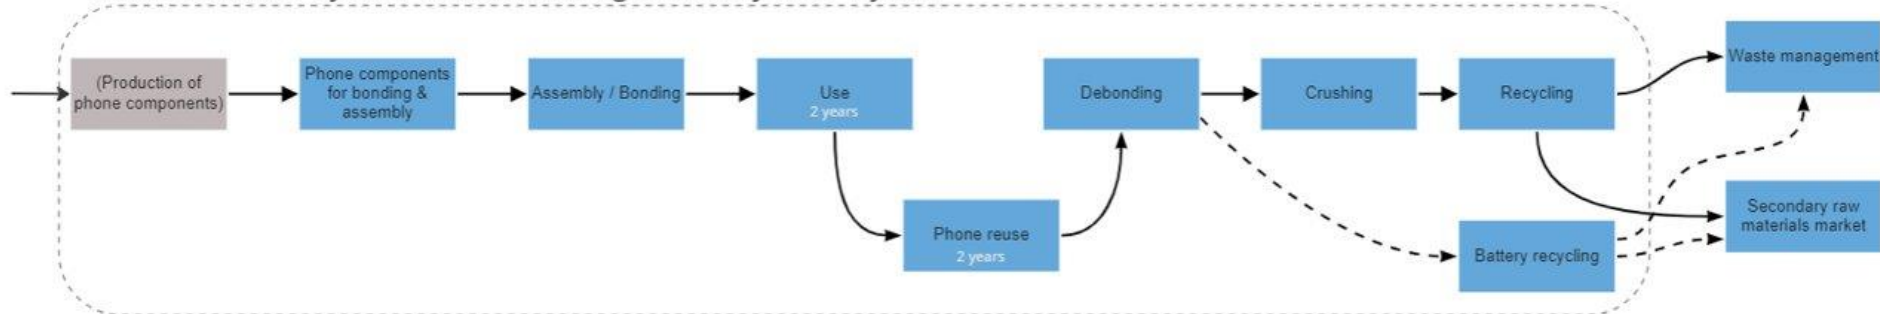 (Production of
phone components)
Phone components
for bonding &
assembly
Assembly / Bonding
Use
2 years
Phone reuse
2 years
Debonding
Crushing
Recycling
Battery recycling
Waste management
Secondary raw
materials market